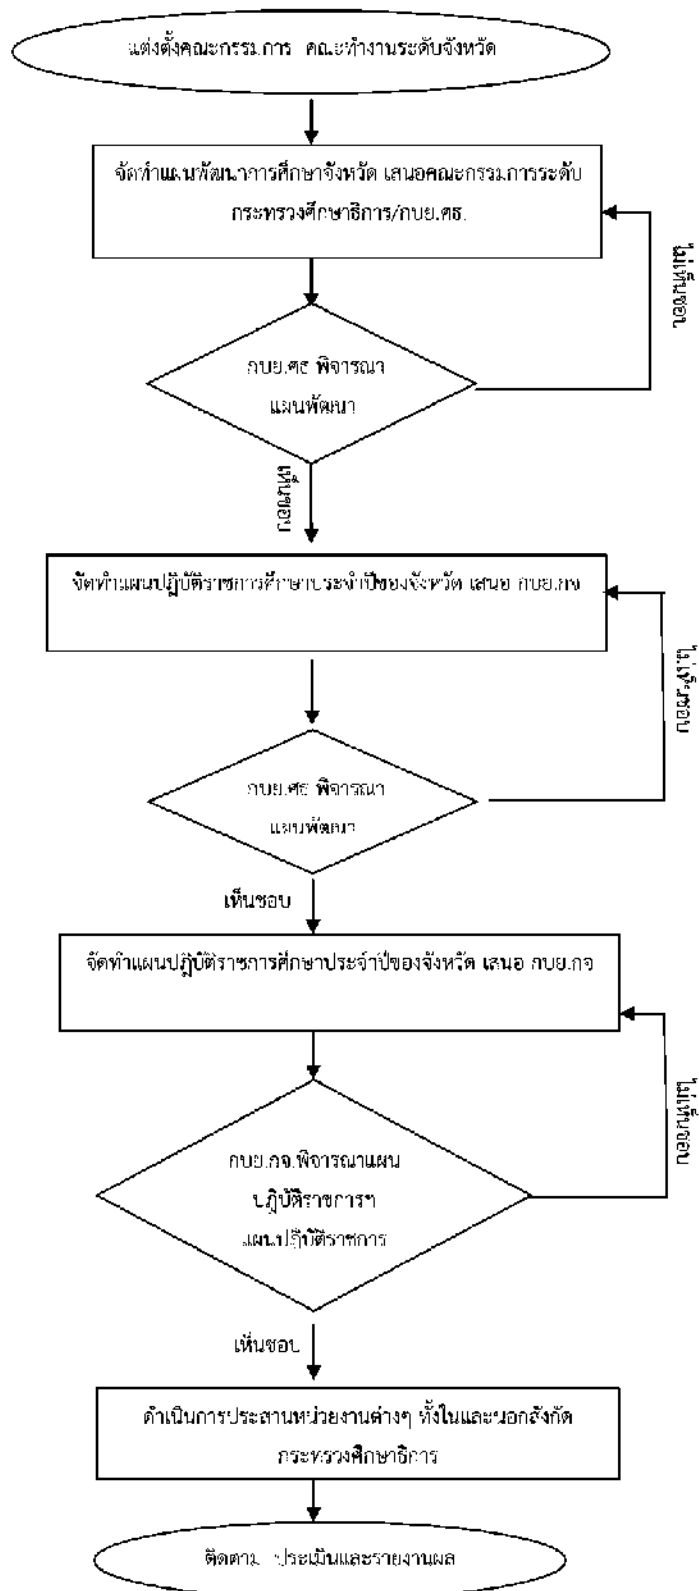 แต่งตั้งคณะกรรมการ คณะทำงานระดับจังหวัด
จัดทำแผนพัฒนาการศึกษาจังหวัด เสนอคณะกรรมการระดับ
กระทรวงศึกษาธิการ/กบย.ศธ.
ไม่เห็นชอบ
กบย.ศธ พิจารณา
แผนพัฒนา
เห็นชอบ
จัดทำแผนปฏิบัติราชการศึกษาประจำปีของจังหวัด เสนอ กบย.กจ
ไม่เห็นชอบ
กบย.ศธ พิจารณา
แผนพัฒนา
เห็นชอบ
จัดทำแผนปฏิบัติราชการศึกษาประจำปีของจังหวัด เสนอ กบย.กจ
ไม่เห็นชอบ
กบย.กจ.พิจารณาแผน
ปฏิบัติราชการฯ
แผนปฏิบัติราชการ
เห็นชอบ
ดำเนินการประสานหน่วยงานต่างๆ ทั้งในและนอกสังกัด
กระทรวงศึกษาธิการ
ติดตาม ประเมินและรายงานผล